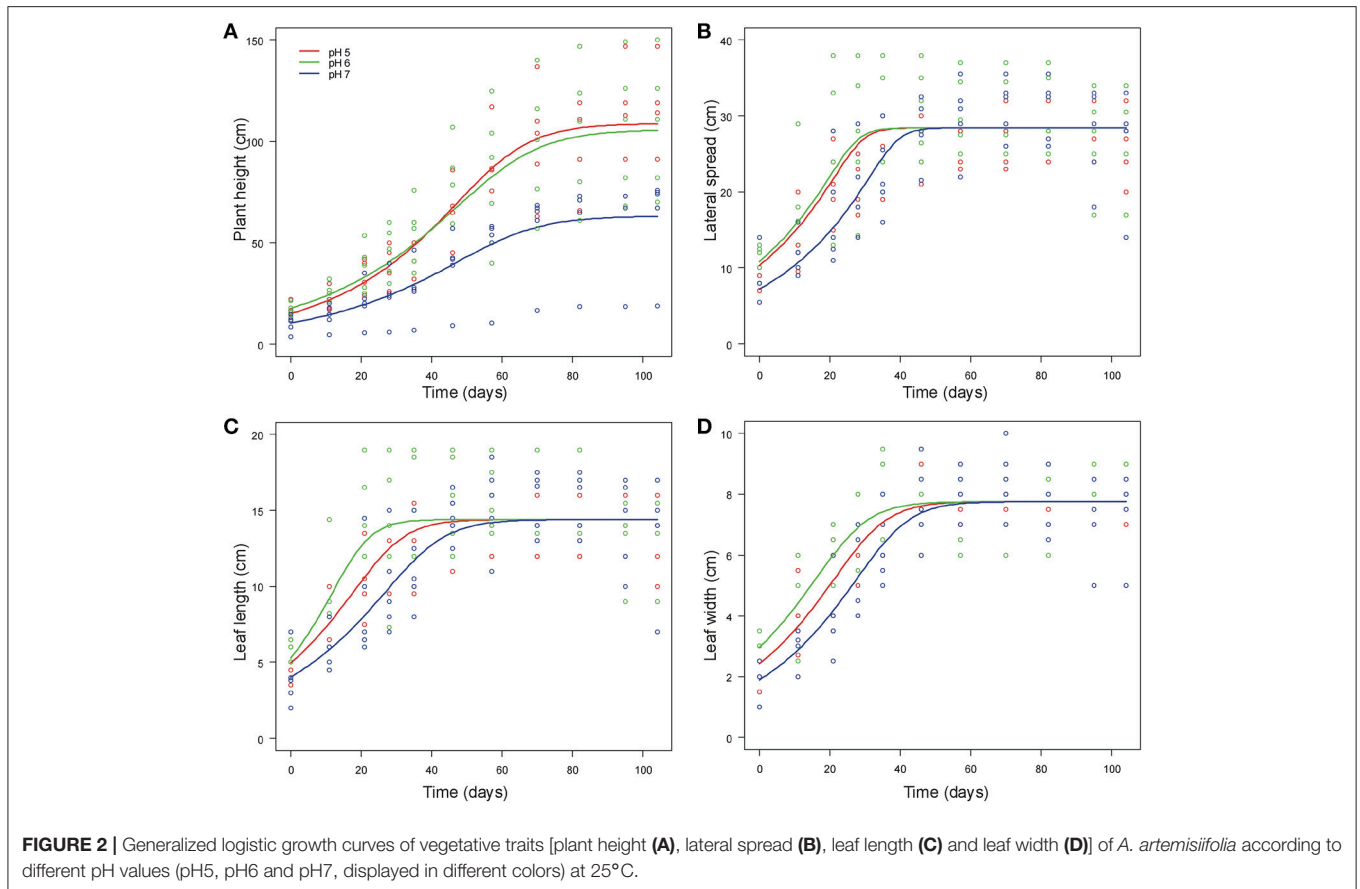 A
150
100
50
0
Plant height (cm)
pH 5
pH 6
pH 7
0 20 40 60 80 100
Time (days)
B
40
30
20
10
0
Lateral spread (cm)
0 20 40 60 80 100
Time (days)
C
20
15
10
5
0
Leaf length (cm)
0 20 40 60 80 100
Time (days)
D
10
8
6
4
2
0
Leaf width (cm)
0 20 40 60 80 100
Time (days)
FIGURE 2 | Generalized logistic growth curves of vegetative traits [plant height (A), lateral spread (B), leaf length (C) and leaf width (D)] of A. artemisiifolia according to
different pH values (pH5, pH6 and pH7, displayed in different colors) at 25°C.